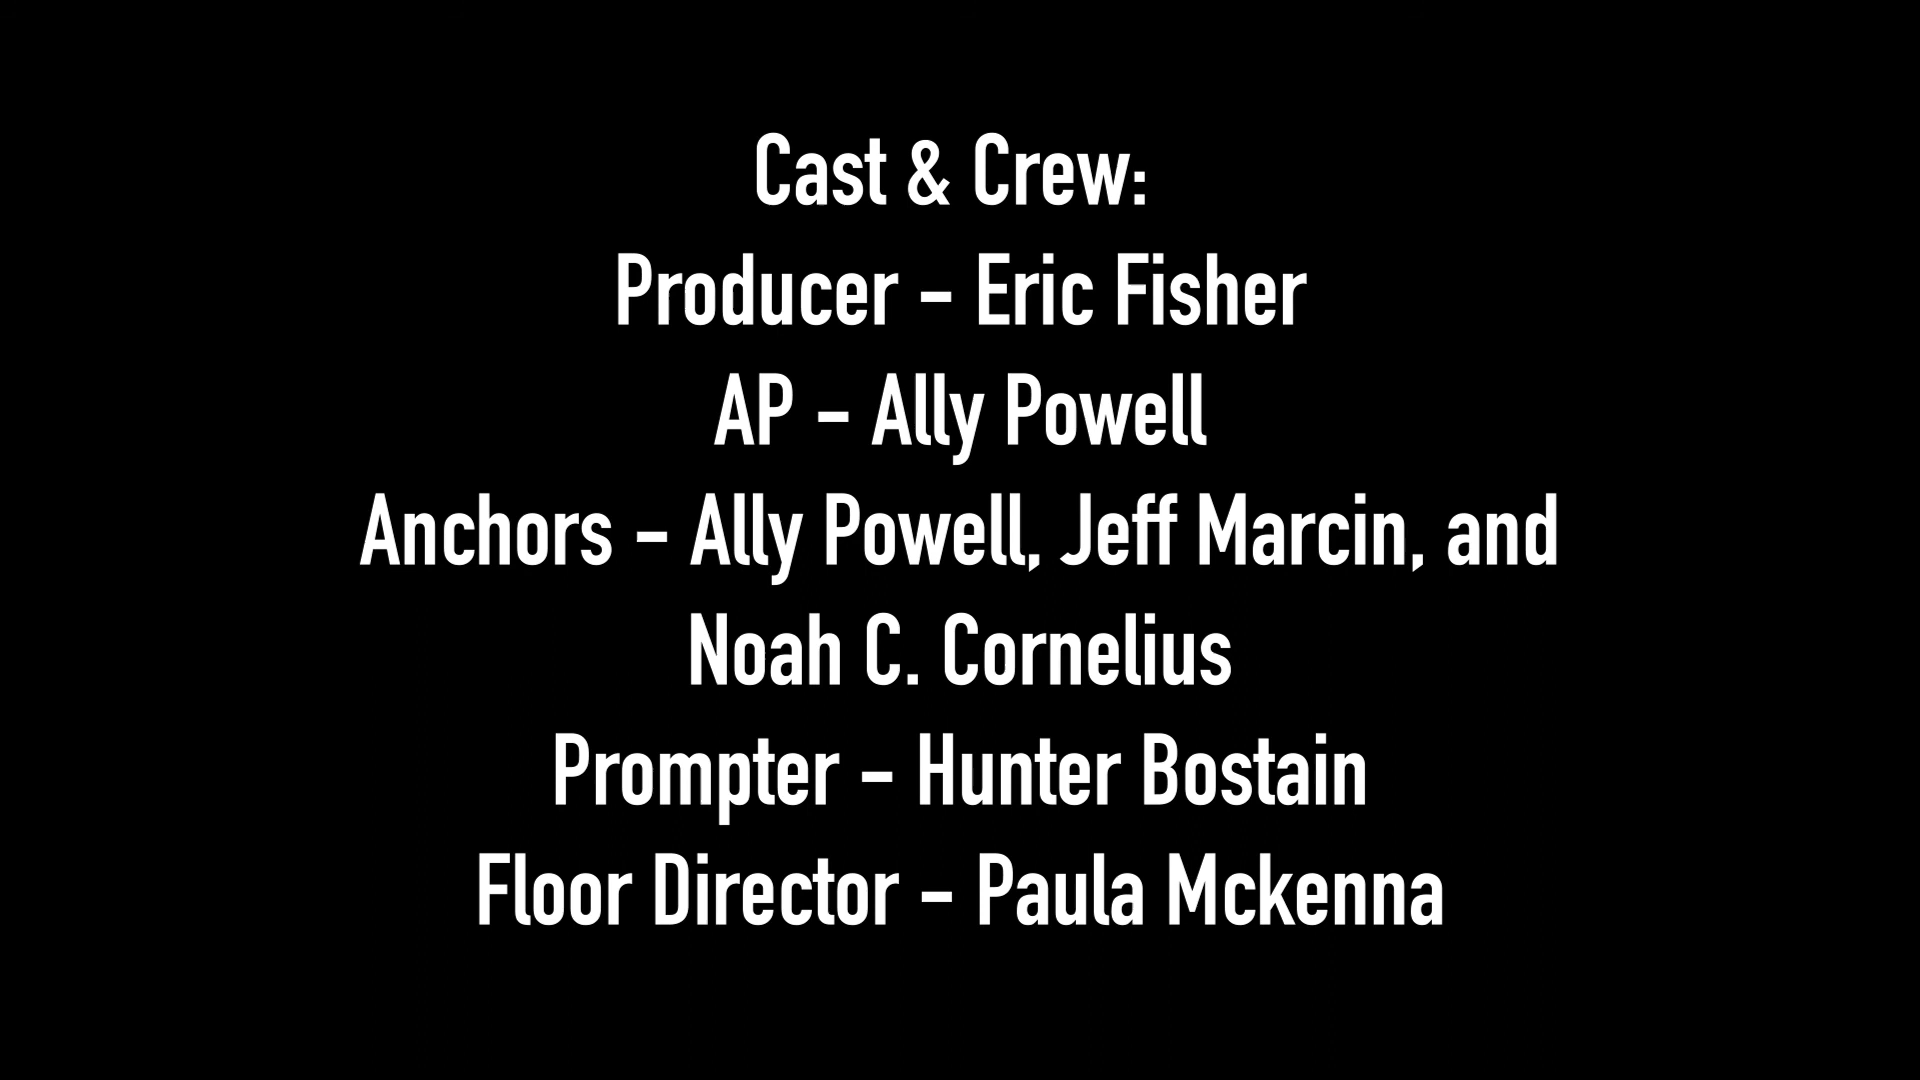 Cast & Crew:
Producer – Eric Fisher
AP – Ally Powell
Anchors – Ally Powell, Jeff Marcin, and
Noah C. Cornelius
Prompter – Hunter Bostain
Floor Director – Paula Mckenna